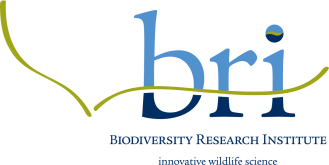 bri
BIODIVERSITY RESEARCH INSTITUTE
innovative wildlife science